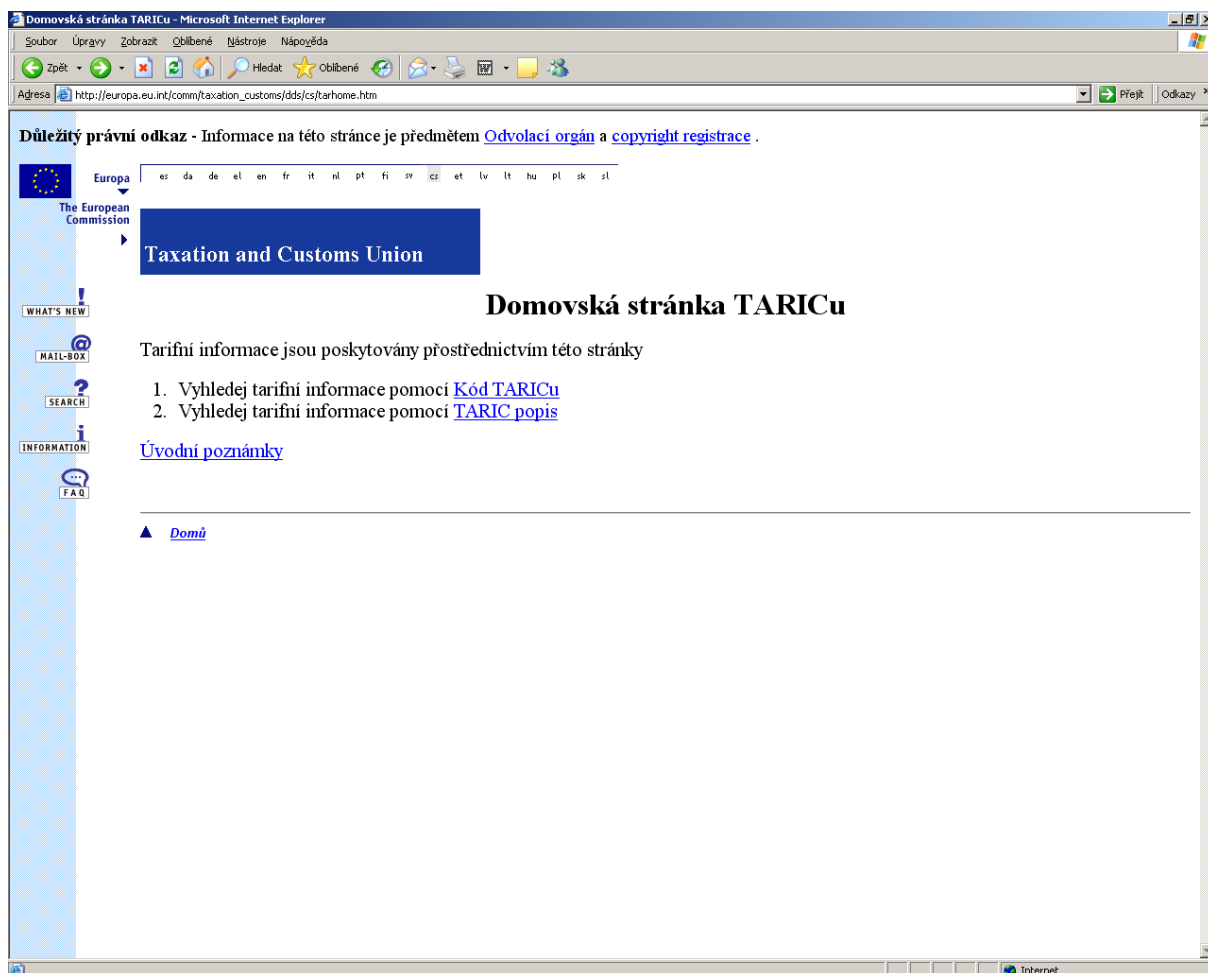 Domovská stránka TARICu - Microsoft Internet Explorer
Soubor Úpravy Zobrazit Oblíbené Nástroje Nápověda
Zpět Hledat Oblíbené
Adresa http://europa.eu.int/comm/taxation_customs/dds/cs/tarhome.htm Přejít Odkazy
Důležitý právní odkaz - Informace na této stránce je předmětem Odvolací orgán a copyright registrace .
Europa es da de el en fr it nl pt fi sv cs et lv lt hu pl sk sl
The European
Commission
Taxation and Customs Union
WHAT'S NEW
Domovská stránka TARICu
MAIL-BOX
Tarifní informace jsou poskytovány přostřednictvím této stránky
SEARCH
1. Vyhledej tarifní informace pomocí Kód TARICu
2. Vyhledej tarifní informace pomocí TARIC popis
INFORMATION
Úvodní poznámky
FAQ
Domů
Internet